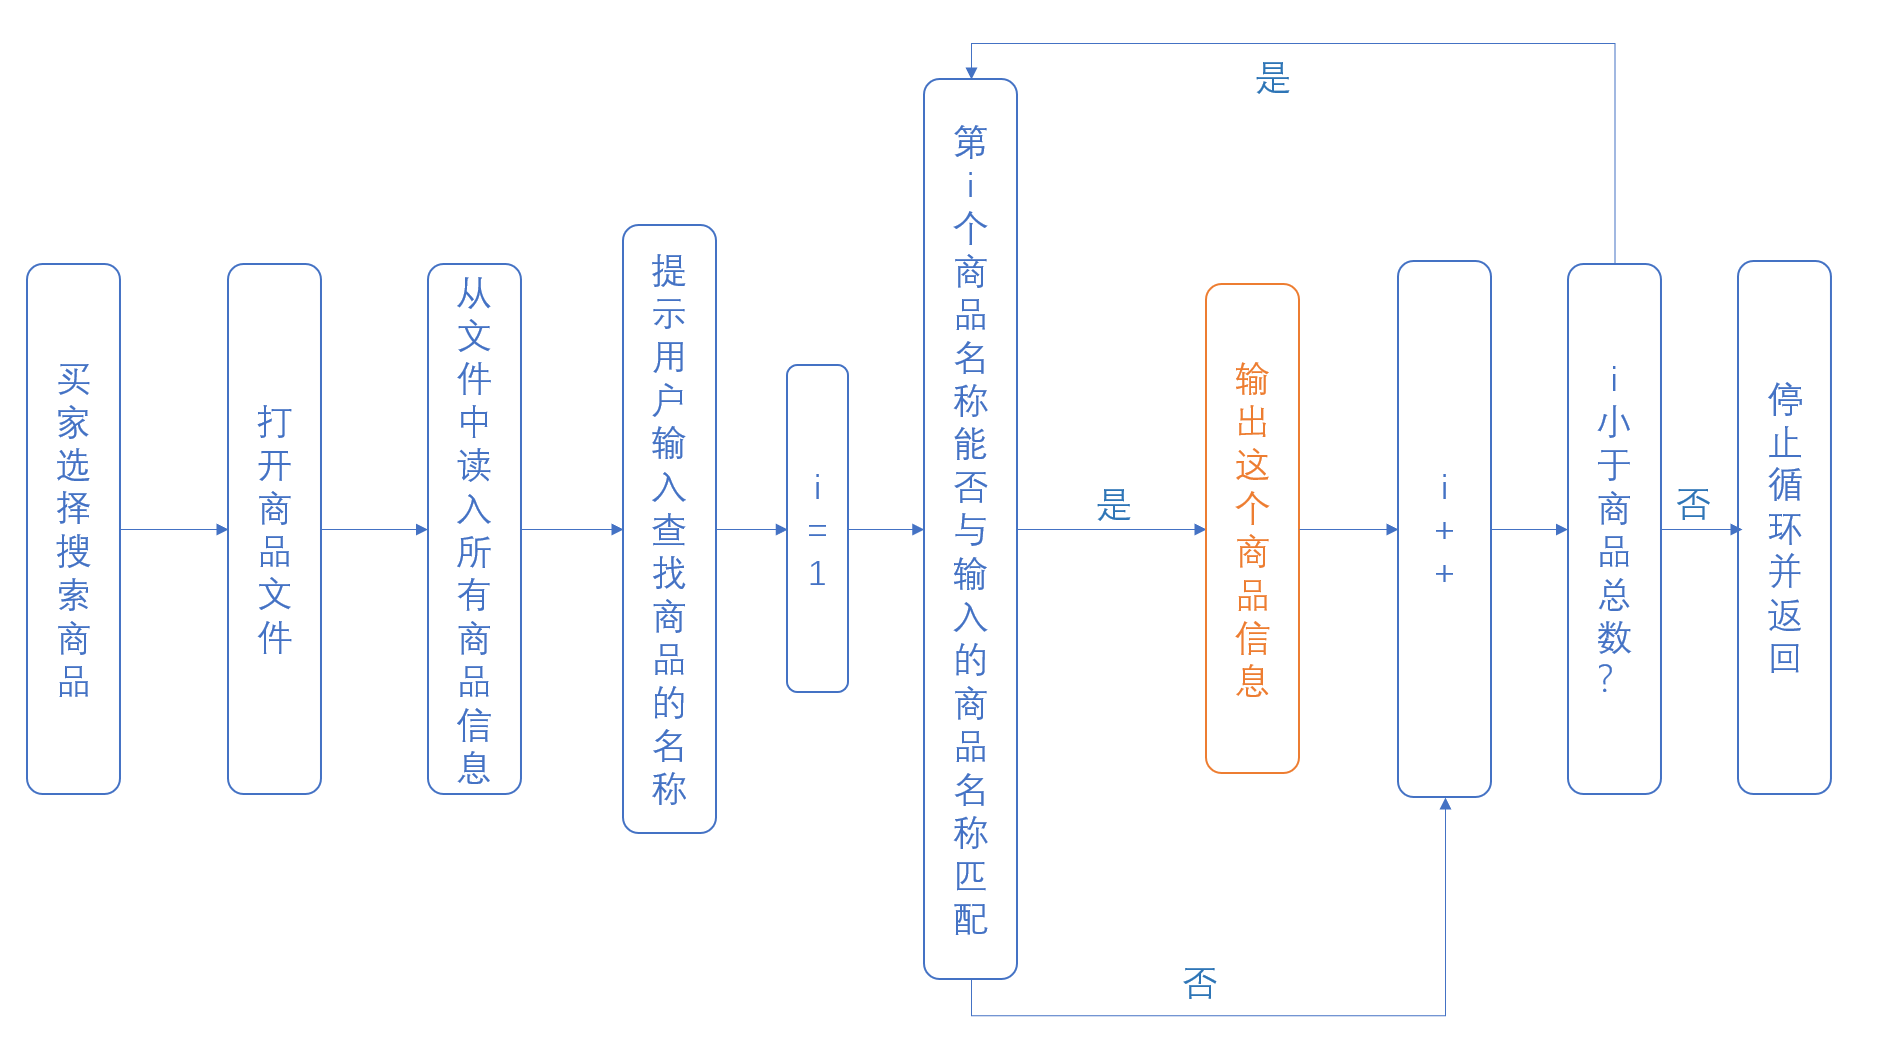 买家选择搜索商品
打开商品文件
从文件中读入所有商品信息
提示用户输入查找商品的名称
i=1
第i个商品名称能否与输入的商品名称匹配
是
否
输出这个商品信息
i++
i小于商品总数？
是
否
停止循环并返回